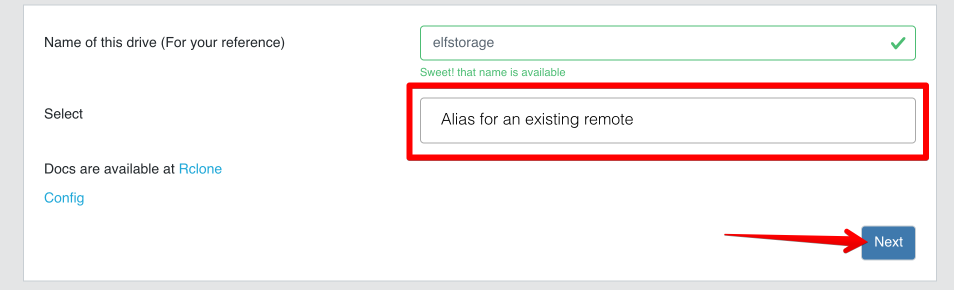 Name of this drive (For your reference)
elfstorage
Sweet! that name is available
Select
Alias for an existing remote
Docs are available at Rclone
Config
Next